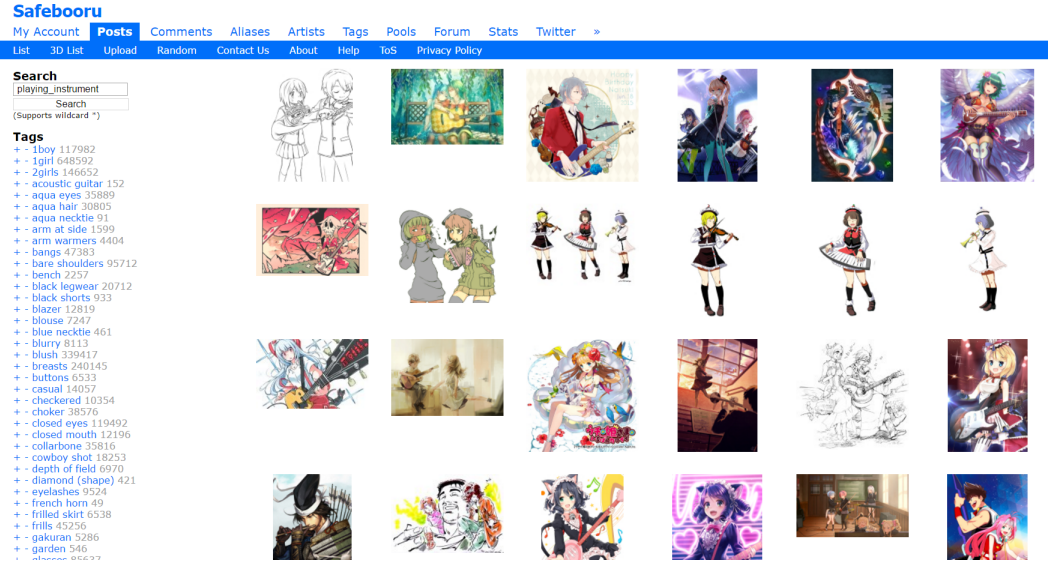 Safebooru
My Account Posts Comments Aliases Artists Tags Pools Forum Stats Twitter »
List 3D List Upload Random Contact Us About Help ToS Privacy Policy
Search
playing_instrument
Search
(Supports wildcard *)
Tags
+ - 1boy 117982
+ - 1girl 648592
+ - 2girls 146652
+ - acoustic guitar 152
+ - aqua eyes 35889
+ - aqua hair 30805
+ - aqua necktie 91
+ - arm at side 1599
+ - arm warmers 4404
+ - bangs 47383
+ - bare shoulders 95712
+ - bench 2257
+ - black legwear 20712
+ - black shorts 933
+ - blazer 12819
+ - blouse 7247
+ - blue necktie 461
+ - blurry 8113
+ - blush 339417
+ - breasts 240145
+ - buttons 6533
+ - casual 14057
+ - checkered 10354
+ - choker 38576
+ - closed eyes 119492
+ - closed mouth 12196
+ - collarbone 35816
+ - cowboy shot 18253
+ - depth of field 6970
+ - diamond (shape) 421
+ - eyelashes 9524
+ - french horn 49
+ - frilled skirt 6538
+ - frills 45256
+ - gakuran 5286
+ - garden 546
+ - glasses 85637